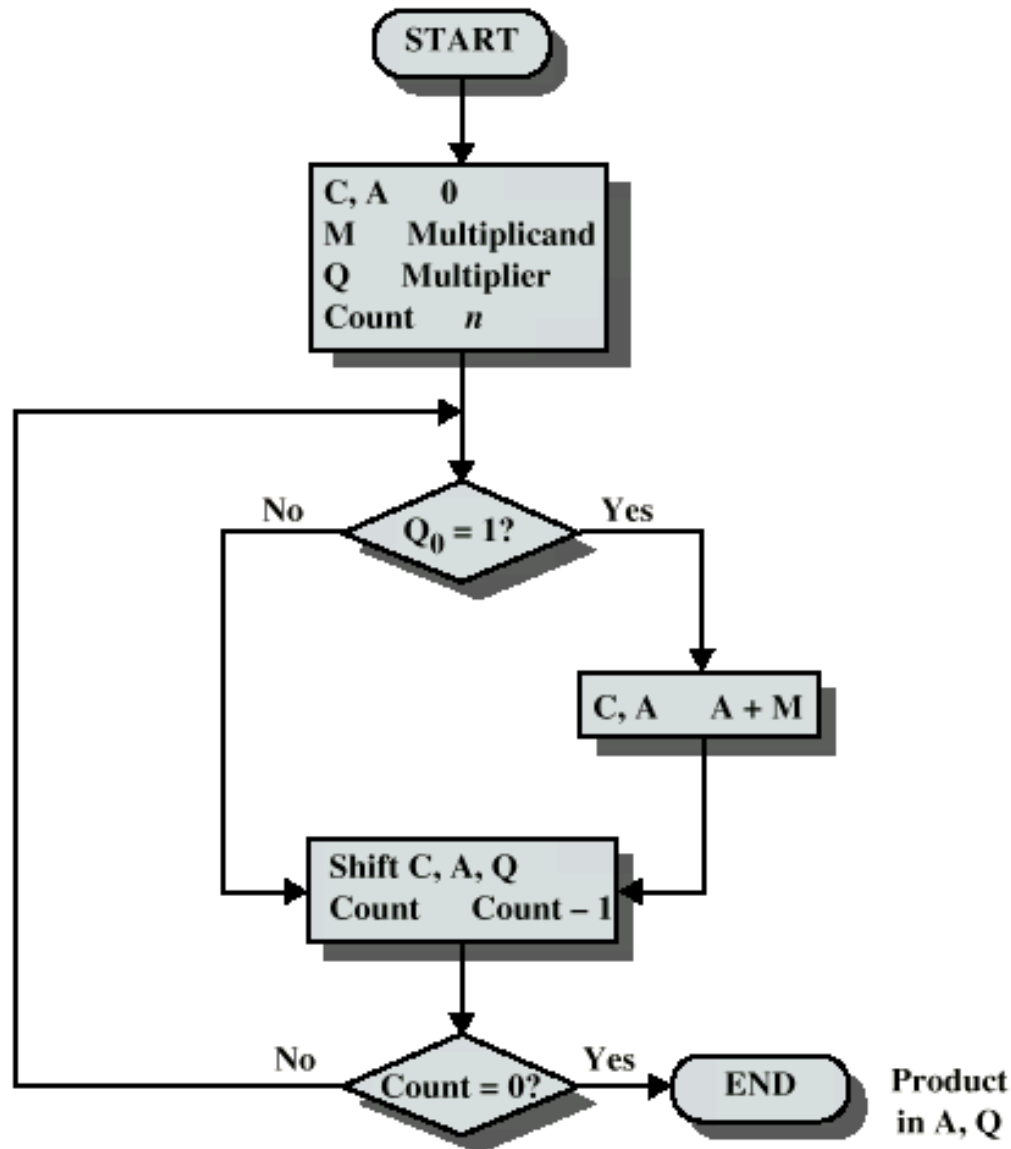 START
C, A 0
M Multiplicand
Q Multiplier
Count n
No
Q0 = 1?
Yes
C, A A + M
Shift C, A, Q
Count Count – 1
No
Count = 0?
Yes
END
Product
in A, Q